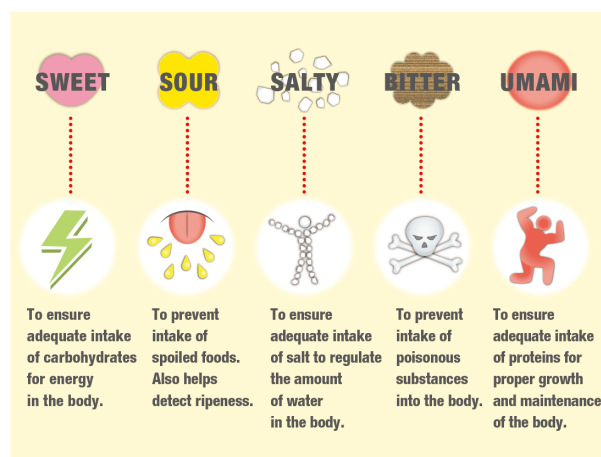 SWEET
SOUR
SALTY
BITTER
UMAMI
To ensure
adequate intake
of carbohydrates
for energy
in the body.
To prevent
intake of
spoiled foods.
Also helps
detect ripeness.
To ensure
adequate intake
of salt to regulate
the amount
of water
in the body.
To prevent
intake of
poisonous
substances
into the body.
To ensure
adequate intake
of proteins for
proper growth
and maintenance
of the body.